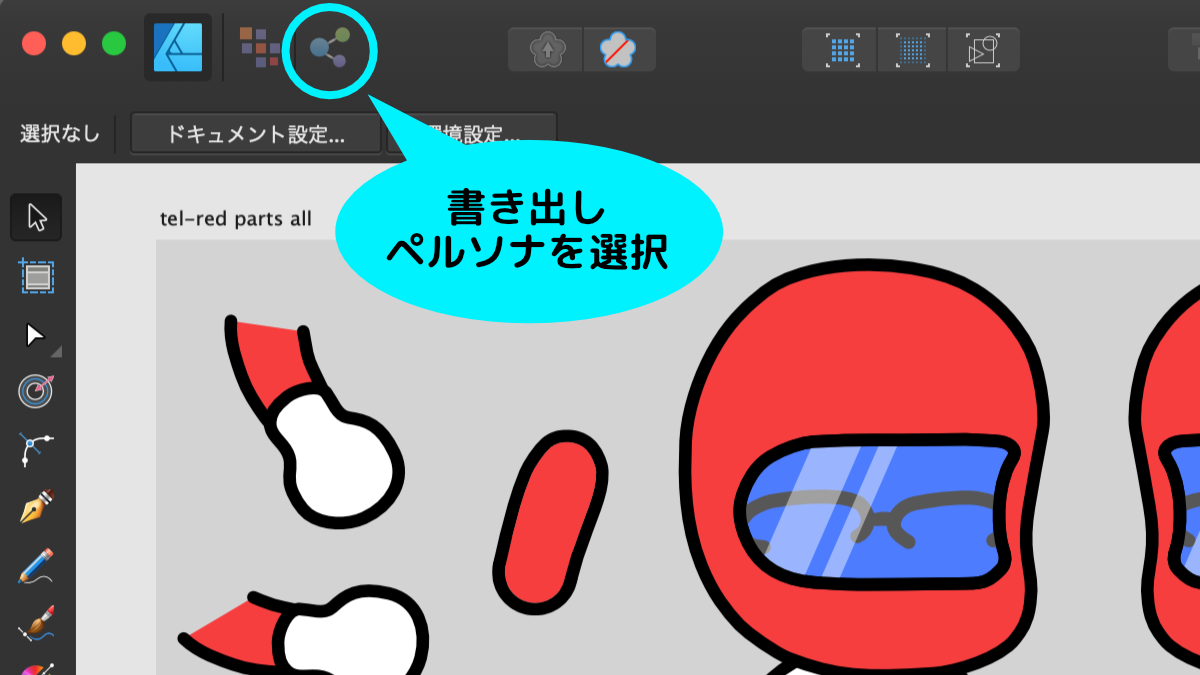 選択なし
ドキュメント設定...
環境設定...
書き出し
ペルソナを選択
tel-red parts all